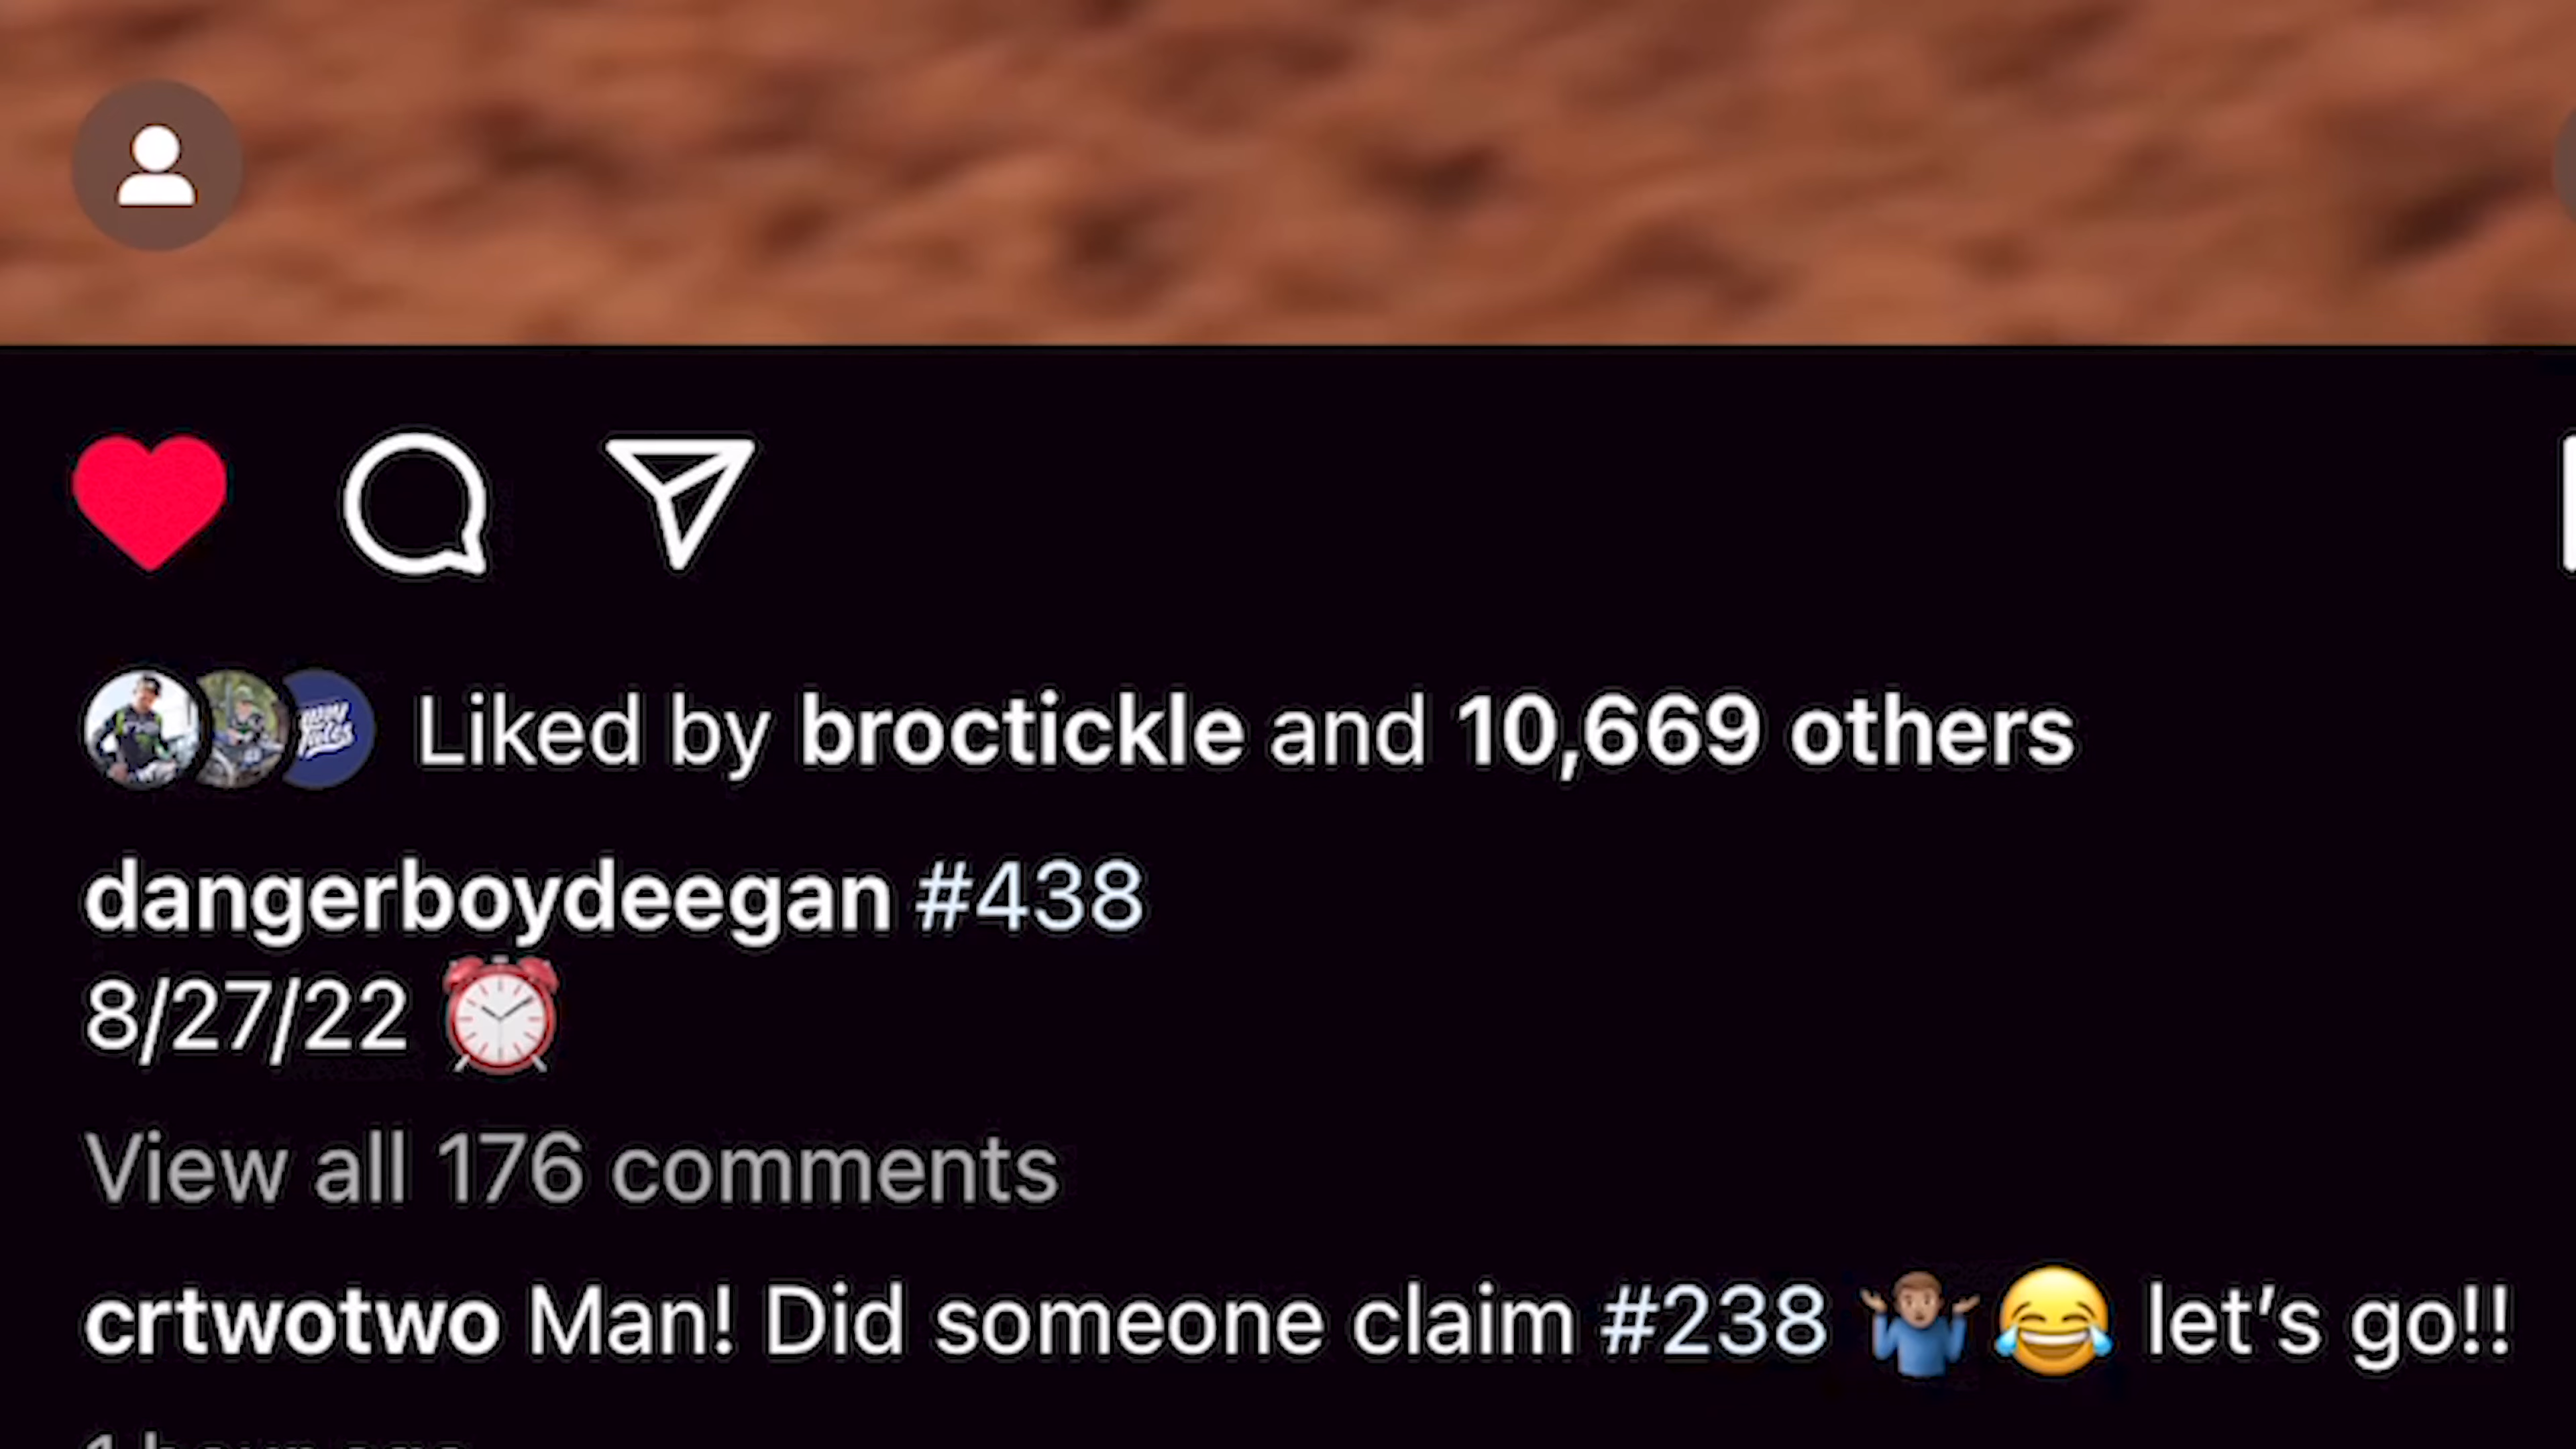 Liked by broctickle and 10,669 others
dangerboydeegan #438
8/27/22 ⏰
View all 176 comments
crtwotwo Man! Did someone claim #238 🤷🏽‍♂️😂 let’s go!!